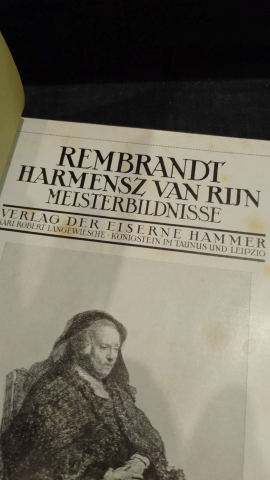 REMBRANDT
HARMENSZ VAN RIJN
MEISTERBILDNISSE
VERLAG DER EISERNE HAMMER
KARL ROBERT LANGEWIESCHE · KÖNIGSTEIN IM TAUNUS UND LEIPZIG